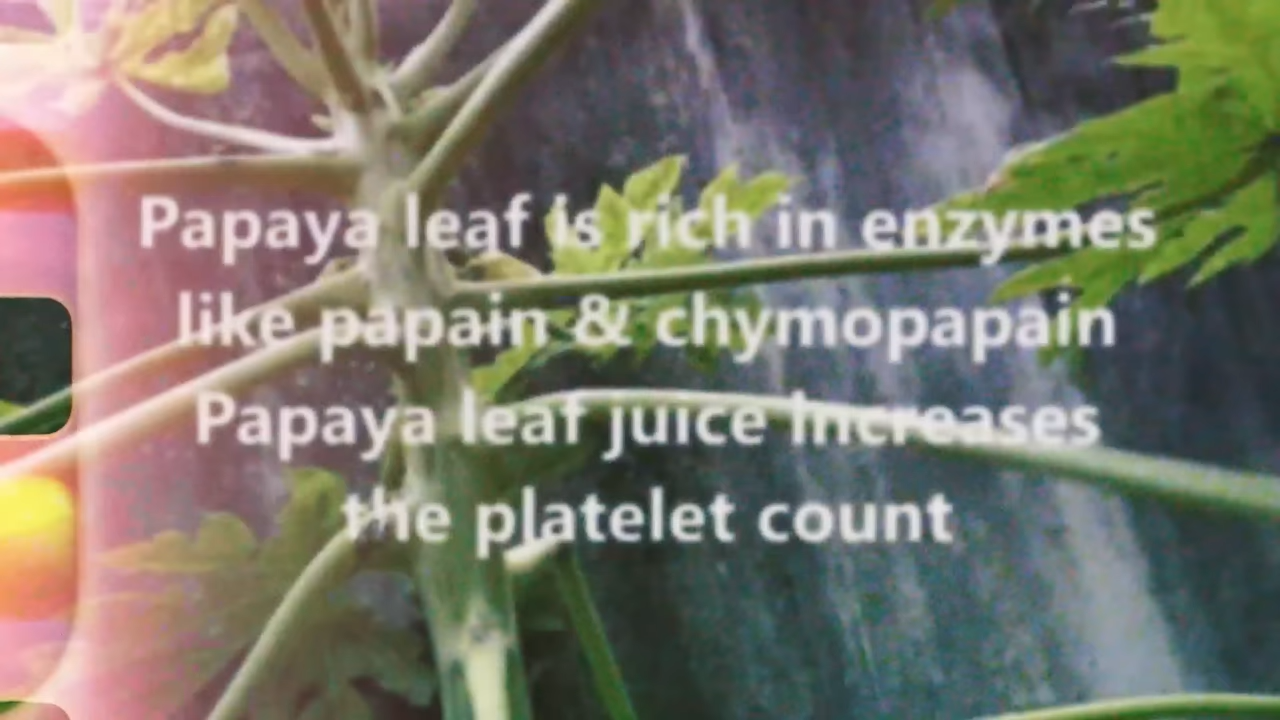 Papaya leaf is rich in enzymes
like papain & chymopapain
Papaya leaf juice increases
the platelet count